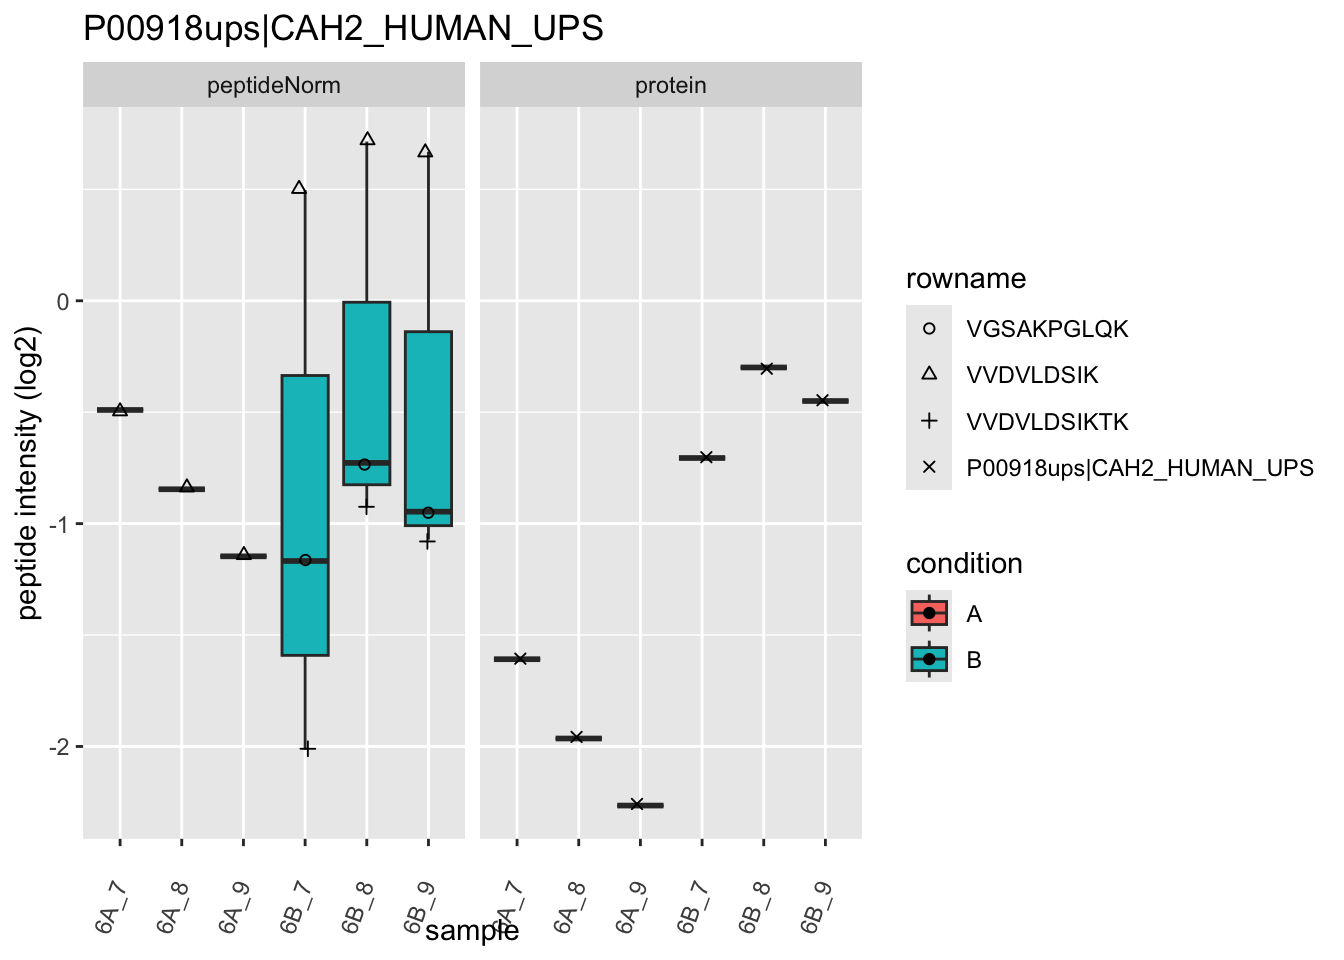 P00918ups|CAH2_HUMAN_UPS
peptideNorm
protein
peptide intensity (log2)
0
-1
-2
6A_7
6A_8
6A_9
6B_7
6B_8
6B_9
6A_7
6A_8
6A_9
6B_7
6B_8
6B_9
sample
rowname
VGSAKPGLQK
VVDVLDSIK
VVDVLDSIKTK
P00918ups|CAH2_HUMAN_UPS
condition
A
B